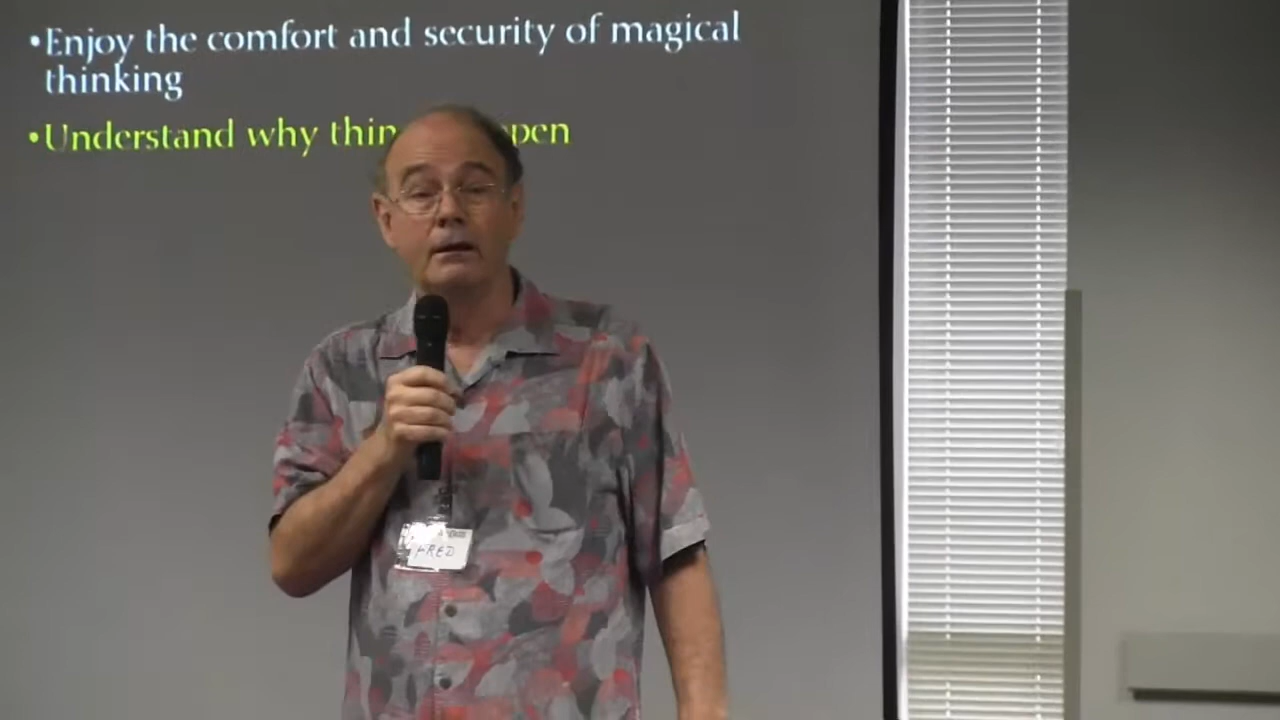 •Enjoy the comfort and security of magical
thinking
•Understand why
FRED